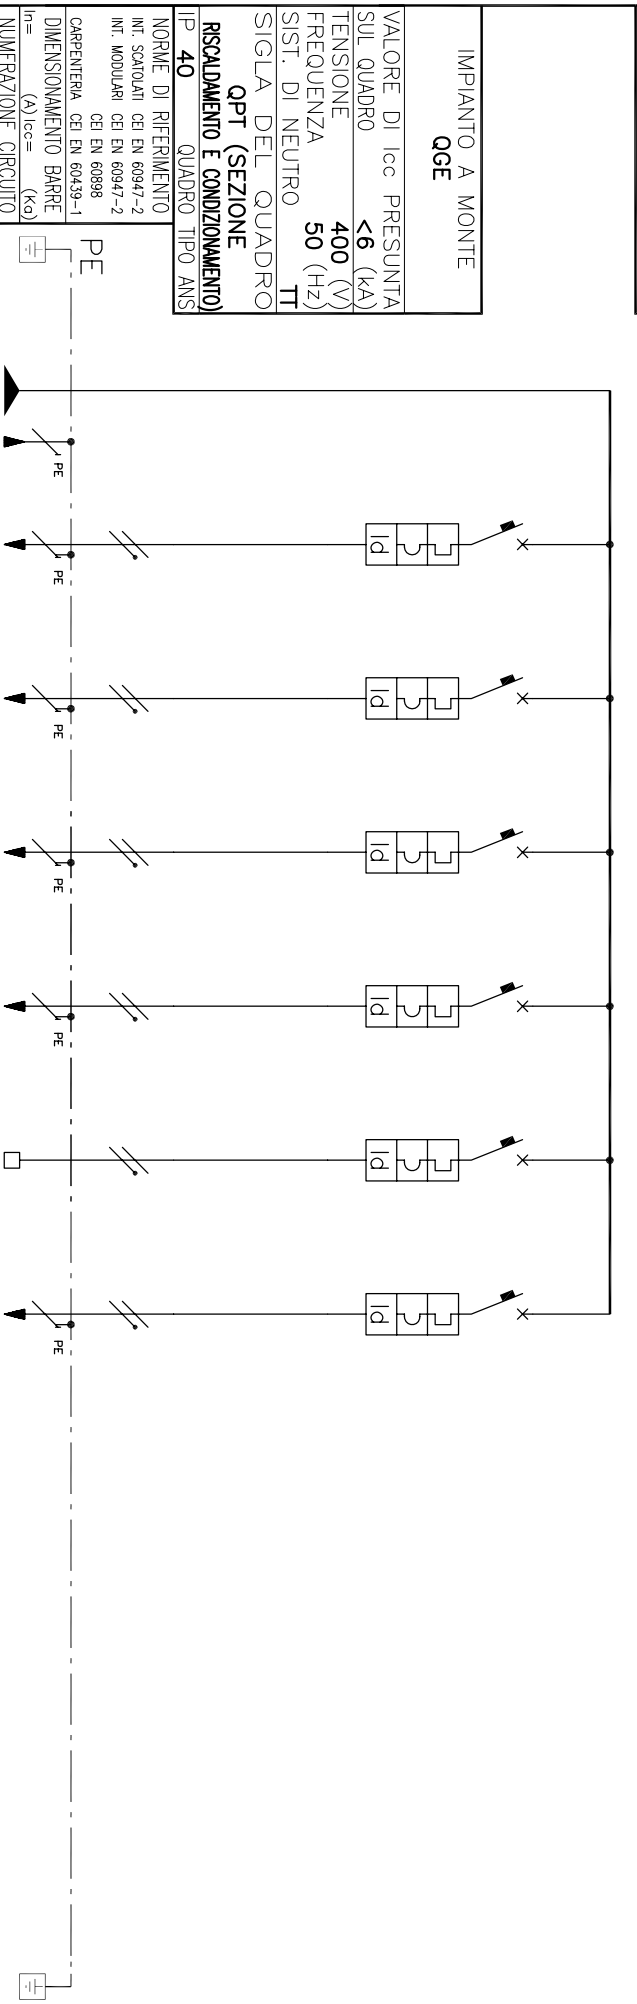 IMPIANTO A MONTE
QGE
VALORE DI Icc PRESUNTA
SUL QUADRO <6 (kA)
TENSIONE 400 (V)
FREQUENZA 50 (Hz)
SIST. DI NEUTRO TT
SIGLA DEL QUADRO
QPT (SEZIONE
RISCALDAMENTO E CONDIZIONAMENTO)
IP 40 QUADRO TIPO ANS
NORME DI RIFERIMENTO
INT. SCATOLATI CEI EN 60947-2
INT. MODULARI CEI EN 60947-2
CEI EN 60898
CARPENTERIA CEI EN 60439-1
DIMENSIONAMENTO BARRE
In= (A) Icc= (Ka)
NUMERAZIONE CIRCUITO
PE
PE
Id
PE
Id
PE
Id
PE
Id
PE
Id
Id
PE